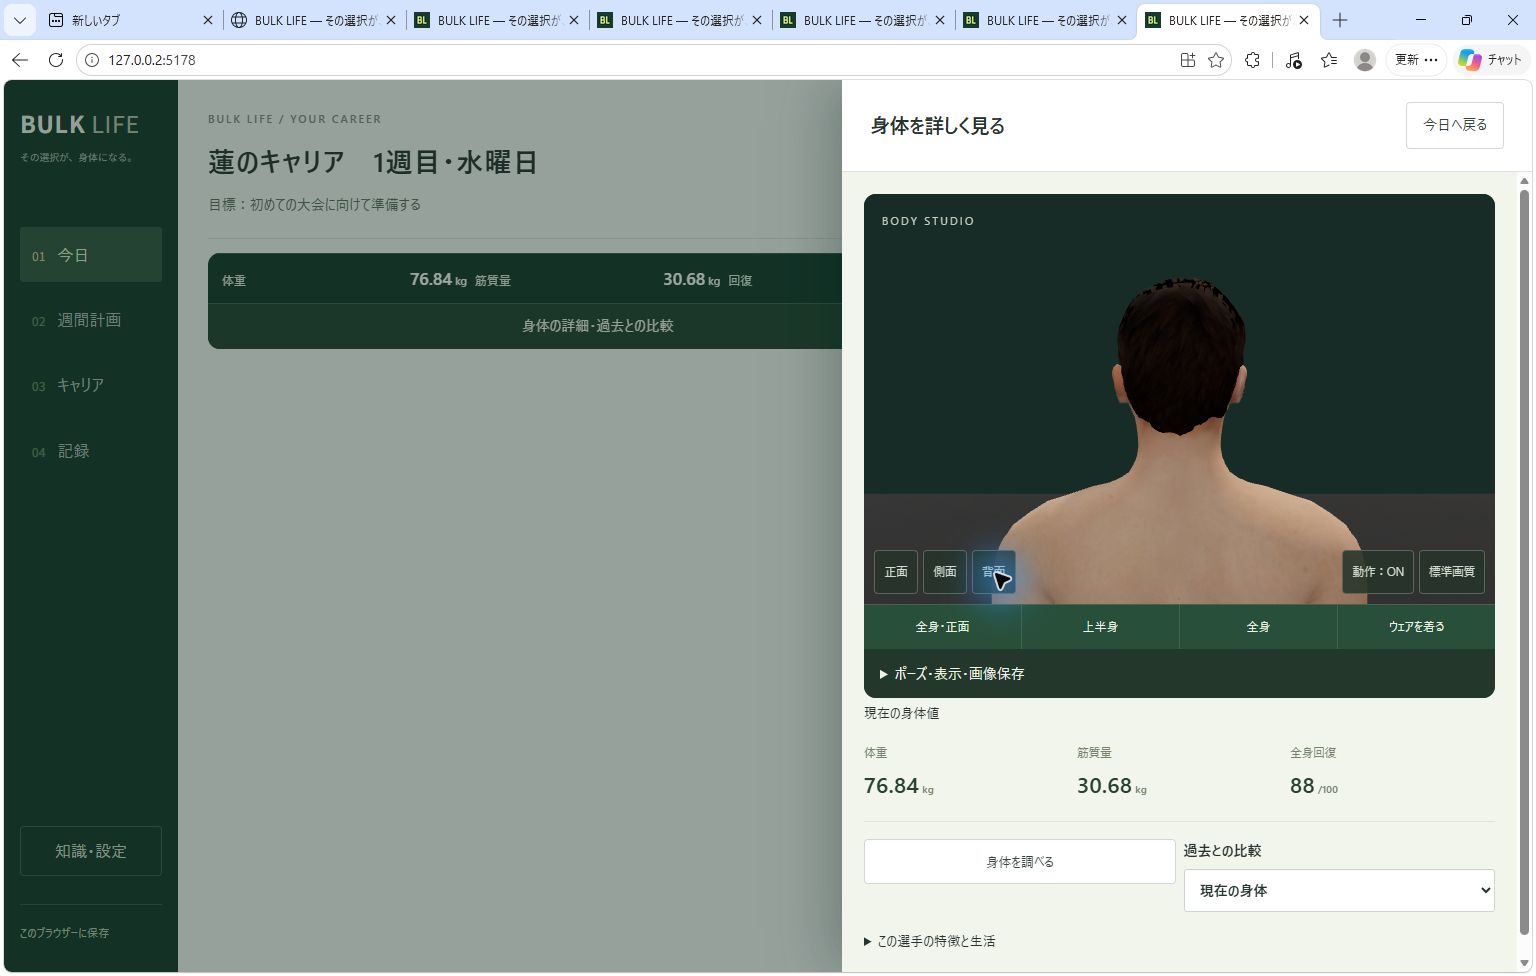 新しいタブ
BULK LIFE — その選択が
BULK LIFE — その選択が
BULK LIFE — その選択が
BULK LIFE — その選択が
BULK LIFE — その選択が
BULK LIFE — その選択が
127.0.0.2:5178
更新
チャット
BULK LIFE
その選択が、身体になる。
01 今日
02 週間計画
03 キャリア
04 記録
知識・設定
このブラウザーに保存
BULK LIFE / YOUR CAREER
蓮のキャリア 1週目・水曜日
目標：初めての大会に向けて準備する
体重 76.84 kg 筋質量 30.68 kg 回復
身体の詳細・過去との比較
身体を詳しく見る
今日へ戻る
BODY STUDIO
正面 側面 背面 動作：ON 標準画質
全身・正面 上半身 全身 ウェアを着る
▶ ポーズ・表示・画像保存
現在の身体値
体重 筋質量 全身回復
76.84 kg 30.68 kg 88 /100
身体を調べる
過去との比較
現在の身体
▶ この選手の特徴と生活